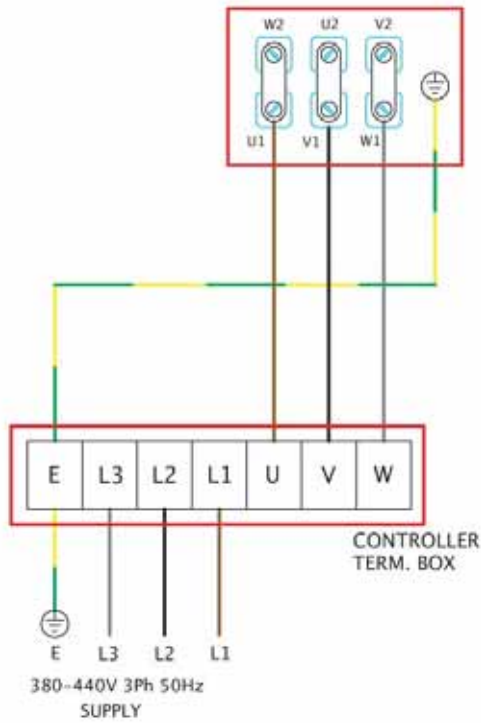 W2 U2 V2
U1 V1 W1
E L3 L2 L1 U V W
CONTROLLER
TERM. BOX
E L3 L2 L1
380-440V 3Ph 50Hz
SUPPLY